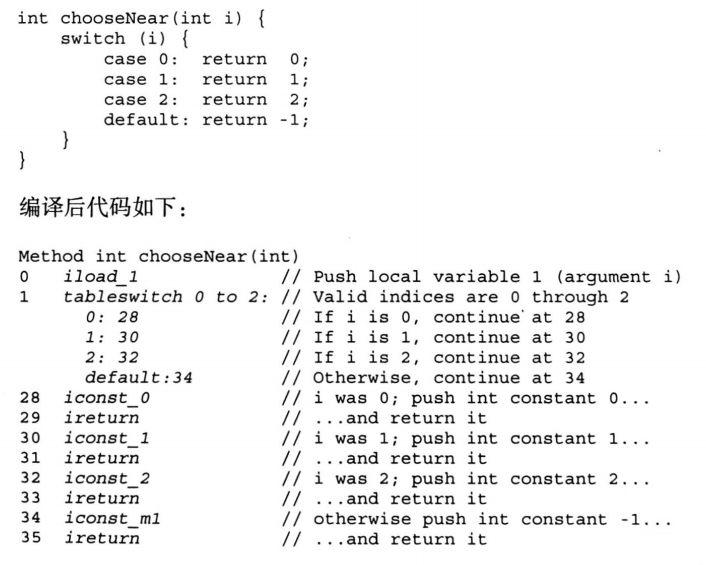 int chooseNear(int i) {
    switch (i) {
        case 0:  return  0;
        case 1:  return  1;
        case 2:  return  2;
        default: return -1;
    }
}
编译后代码如下：
Method int chooseNear(int)
0   iload_1             // Push local variable 1 (argument i)
1   tableswitch 0 to 2: // Valid indices are 0 through 2
      0: 28             // If i is 0, continue at 28
      1: 30             // If i is 1, continue at 30
      2: 32             // If i is 2, continue at 32
      default:34        // Otherwise, continue at 34
28  iconst_0            // i was 0; push int constant 0...
29  ireturn             // ...and return it
30  iconst_1            // i was 1; push int constant 1...
31  ireturn             // ...and return it
32  iconst_2            // i was 2; push int constant 2...
33  ireturn             // ...and return it
34  iconst_m1           // otherwise push int constant -1...
35  ireturn             // ...and return it